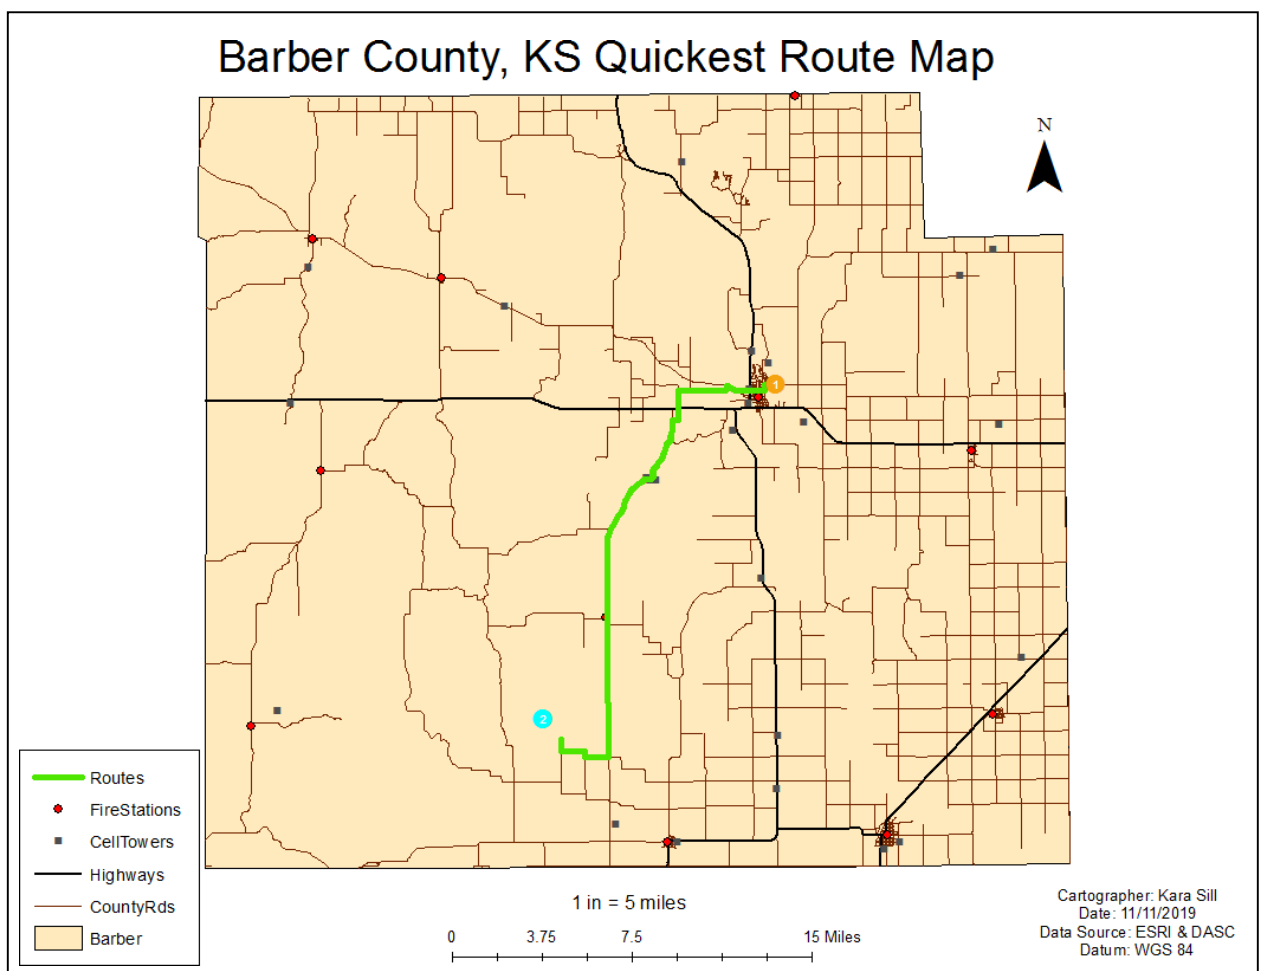 Barber County, KS Quickest Route Map
N
1
2
Routes
FireStations
CellTowers
Highways
CountyRds
Barber
1 in = 5 miles
0 3.75 7.5 15 Miles
Cartographer: Kara Sill
Date: 11/11/2019
Data Source: ESRI & DASC
Datum: WGS 84